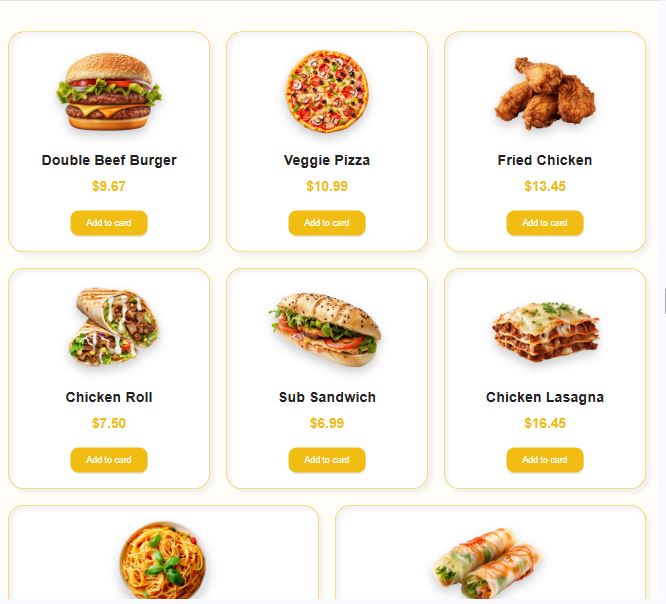 Double Beef Burger
$9.67
Add to card
Veggie Pizza
$10.99
Add to card
Fried Chicken
$13.45
Add to card
Chicken Roll
$7.50
Add to card
Sub Sandwich
$6.99
Add to card
Chicken Lasagna
$16.45
Add to card